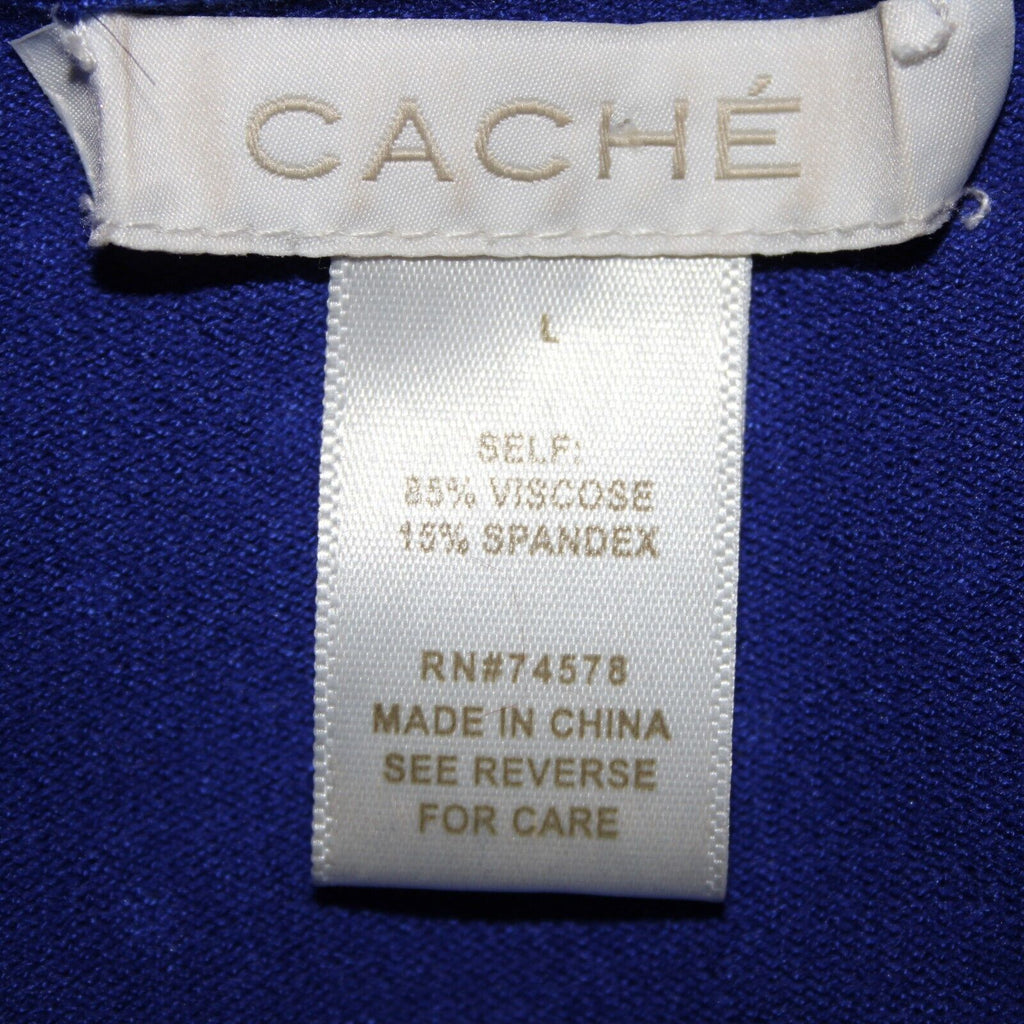 CACHÉ
L
SELF:
85% VISCOSE
15% SPANDEX
RN#74578
MADE IN CHINA
SEE REVERSE
FOR CARE